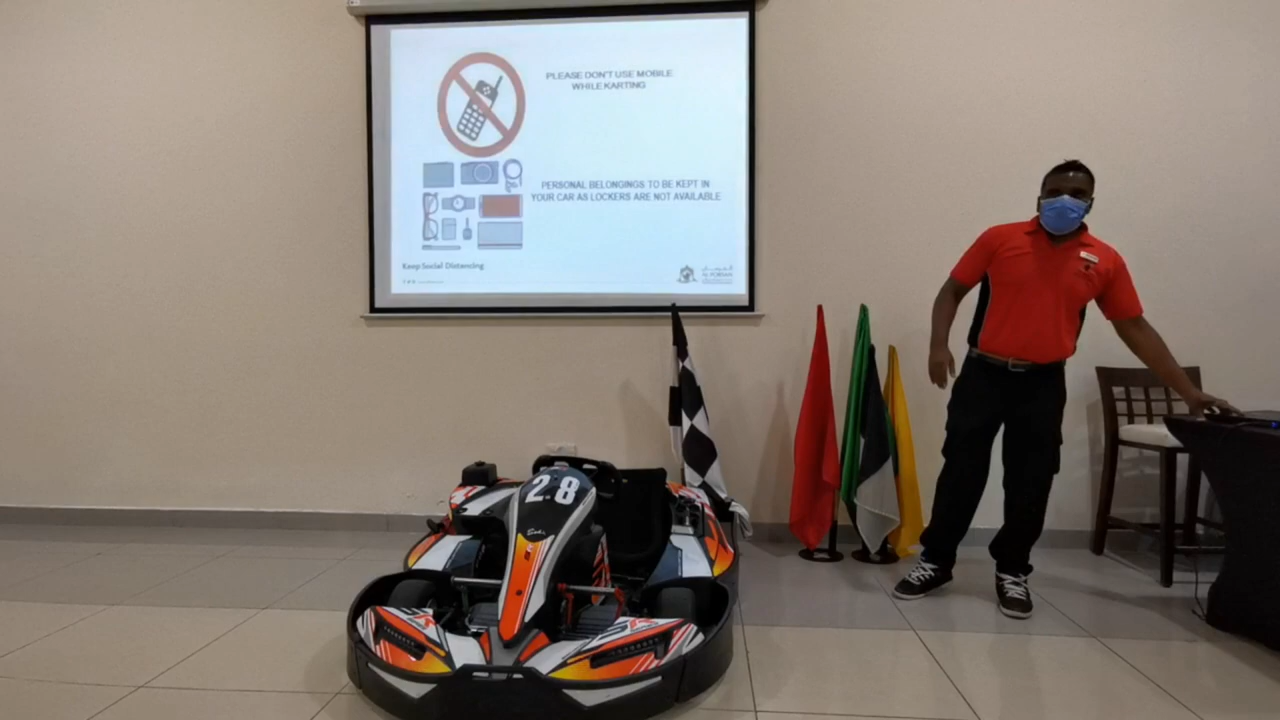 PLEASE DON'T USE MOBILE
WHILE KARTING
PERSONAL BELONGINGS TO BE KEPT IN
YOUR CAR AS LOCKERS ARE NOT AVAILABLE
Keep Social Distancing
28